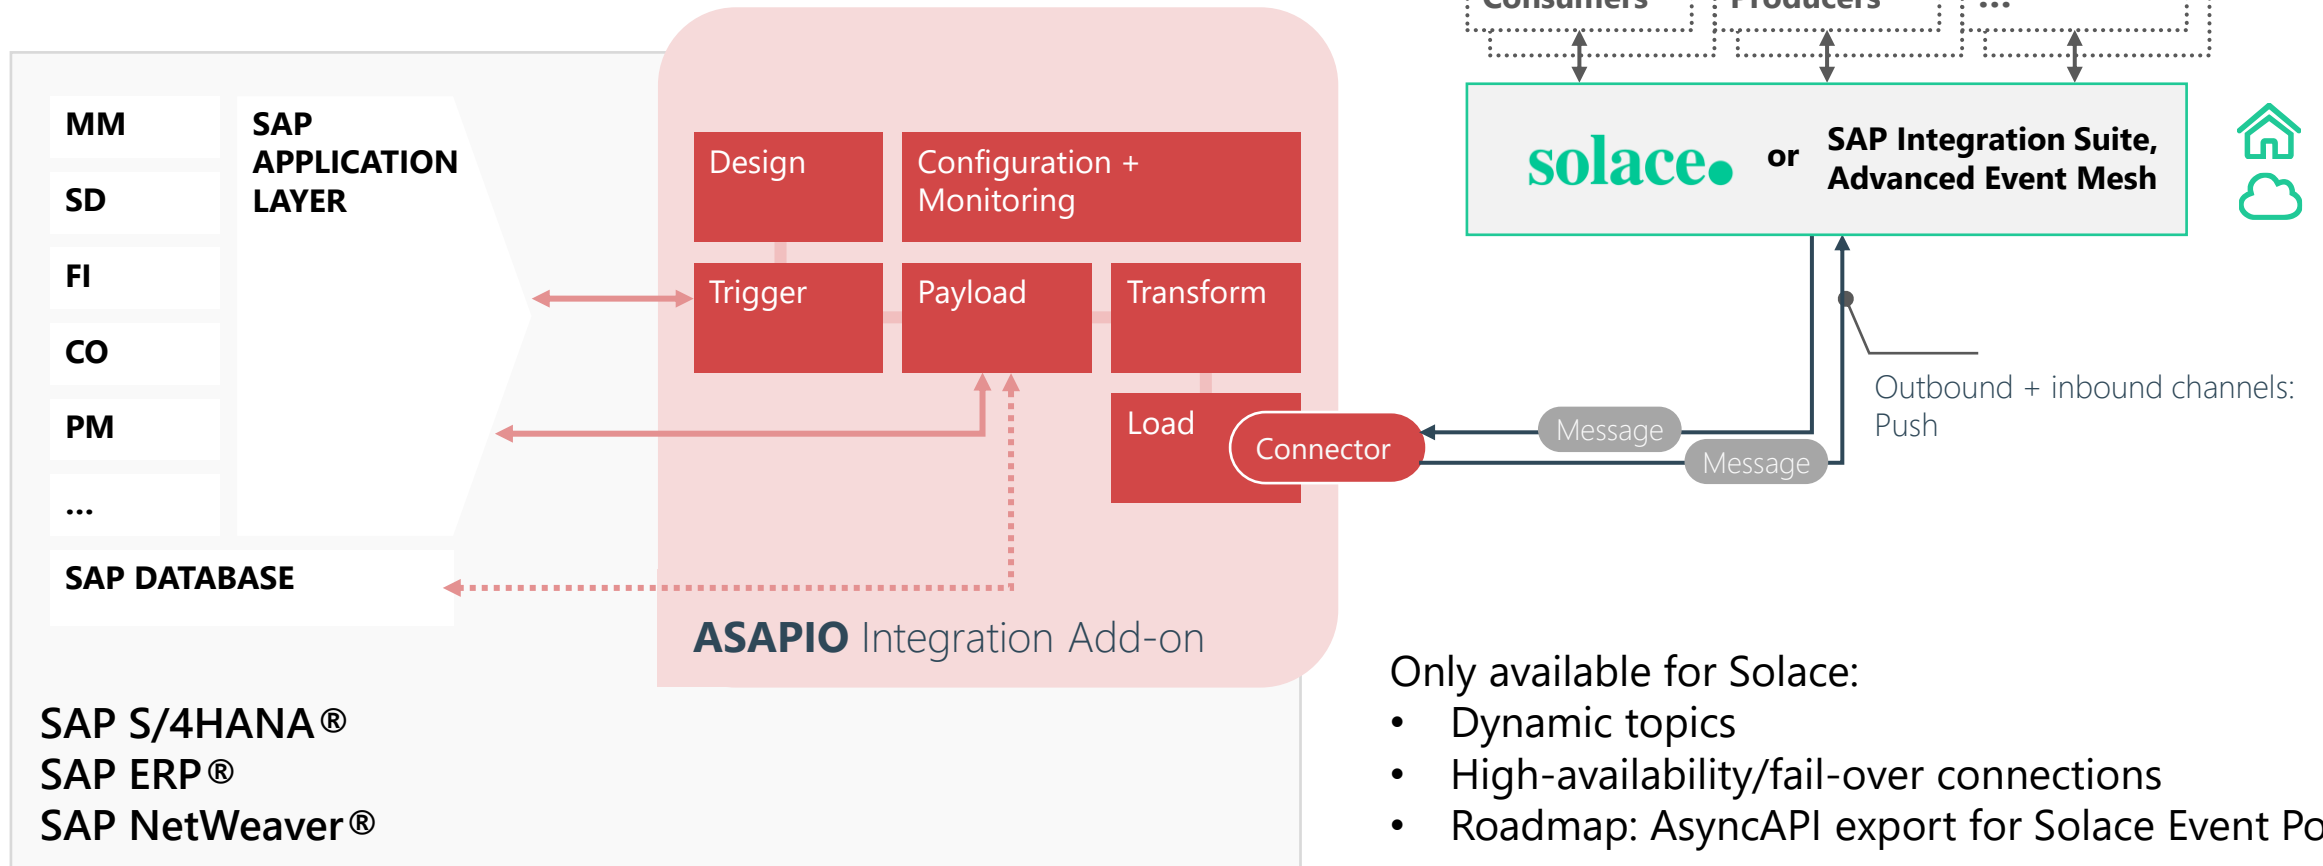 Consumers
Producers
...
MM
SD
FI
CO
PM
...
SAP
APPLICATION
LAYER
SAP DATABASE
SAP S/4HANA®
SAP ERP®
SAP NetWeaver®
Design
Configuration +
Monitoring
Trigger
Payload
Transform
Load
Connector
ASAPIO Integration Add-on
solace.
or
SAP Integration Suite,
Advanced Event Mesh
Message
Message
Outbound + inbound channels:
Push
Only available for Solace:
• Dynamic topics
• High-availability/fail-over connections
• Roadmap: AsyncAPI export for Solace Event